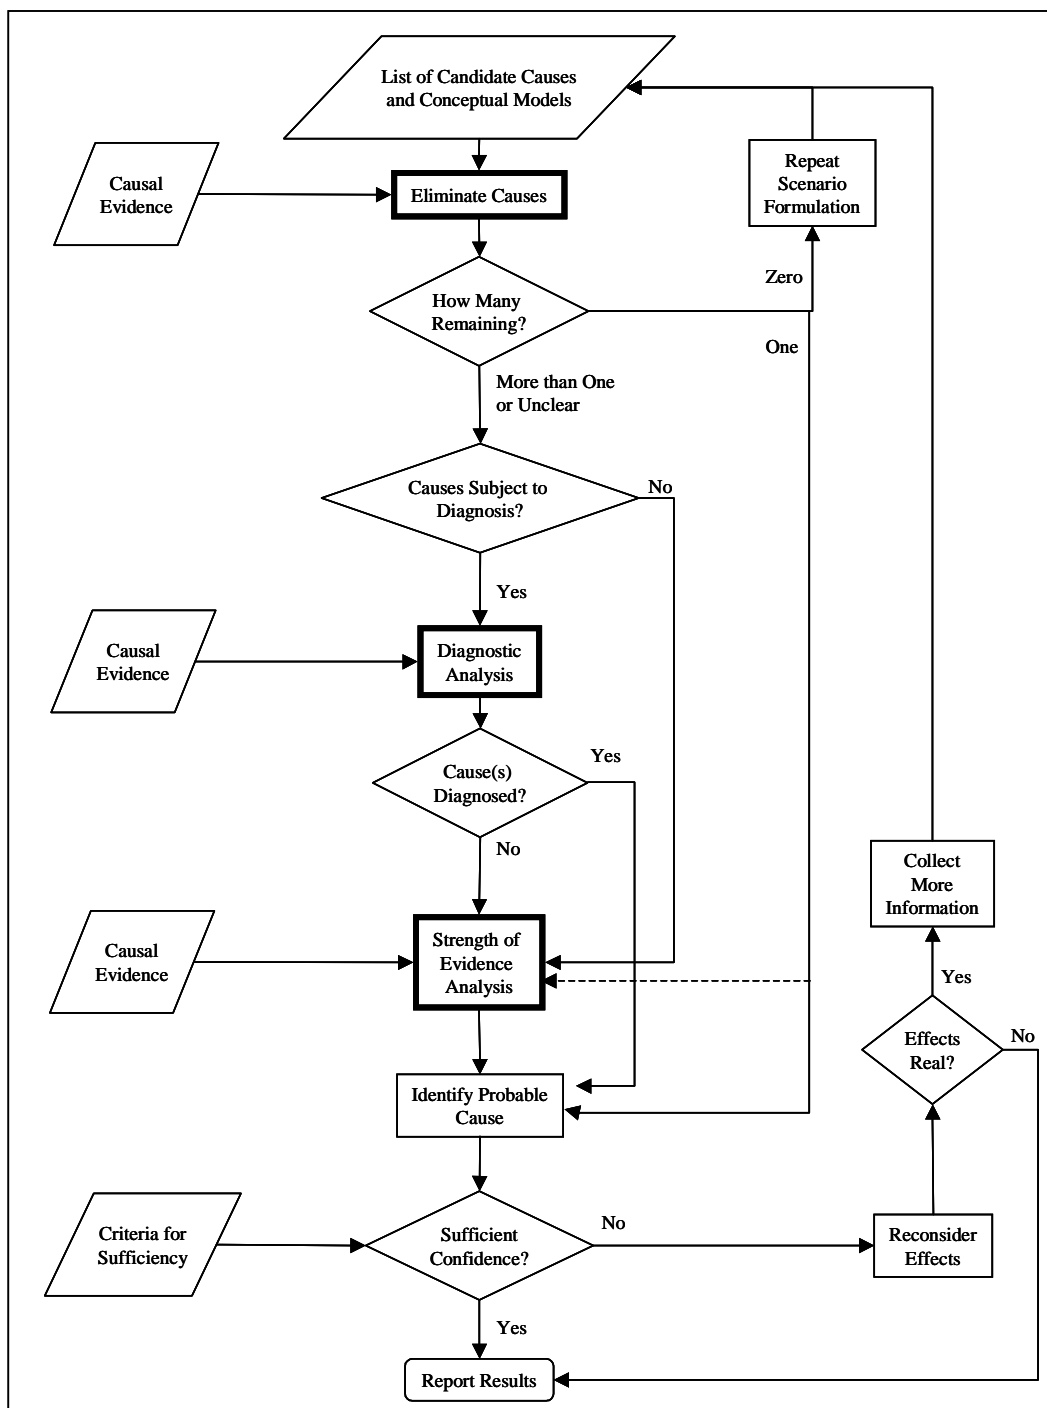 List of Candidate Causes
and Conceptual Models
Causal
Evidence
Eliminate Causes
Repeat
Scenario
Formulation
Zero
How Many
Remaining?
One
More than One
or Unclear
Causes Subject to
Diagnosis?
No
Yes
Causal
Evidence
Diagnostic
Analysis
Yes
Cause(s)
Diagnosed?
No
Collect
More
Information
Causal
Evidence
Strength of
Evidence
Analysis
Yes
Effects
Real?
No
Identify Probable
Cause
Criteria for
Sufficiency
Sufficient
Confidence?
No
Reconsider
Effects
Yes
Report Results